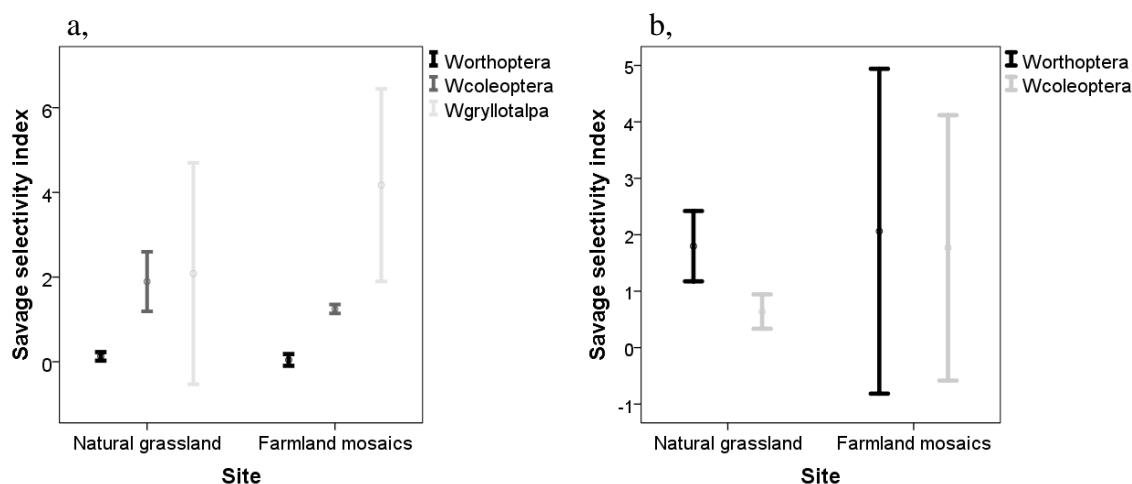 a,
Savage selectivity index
6
4
2
0
Natural grassland
Farmland mosaics
Site
Worthoptera
Wcoleoptera
Wgryllotalpa
b,
Savage selectivity index
5
4
3
2
1
0
-1
Natural grassland
Farmland mosaics
Site
Worthoptera
Wcoleoptera